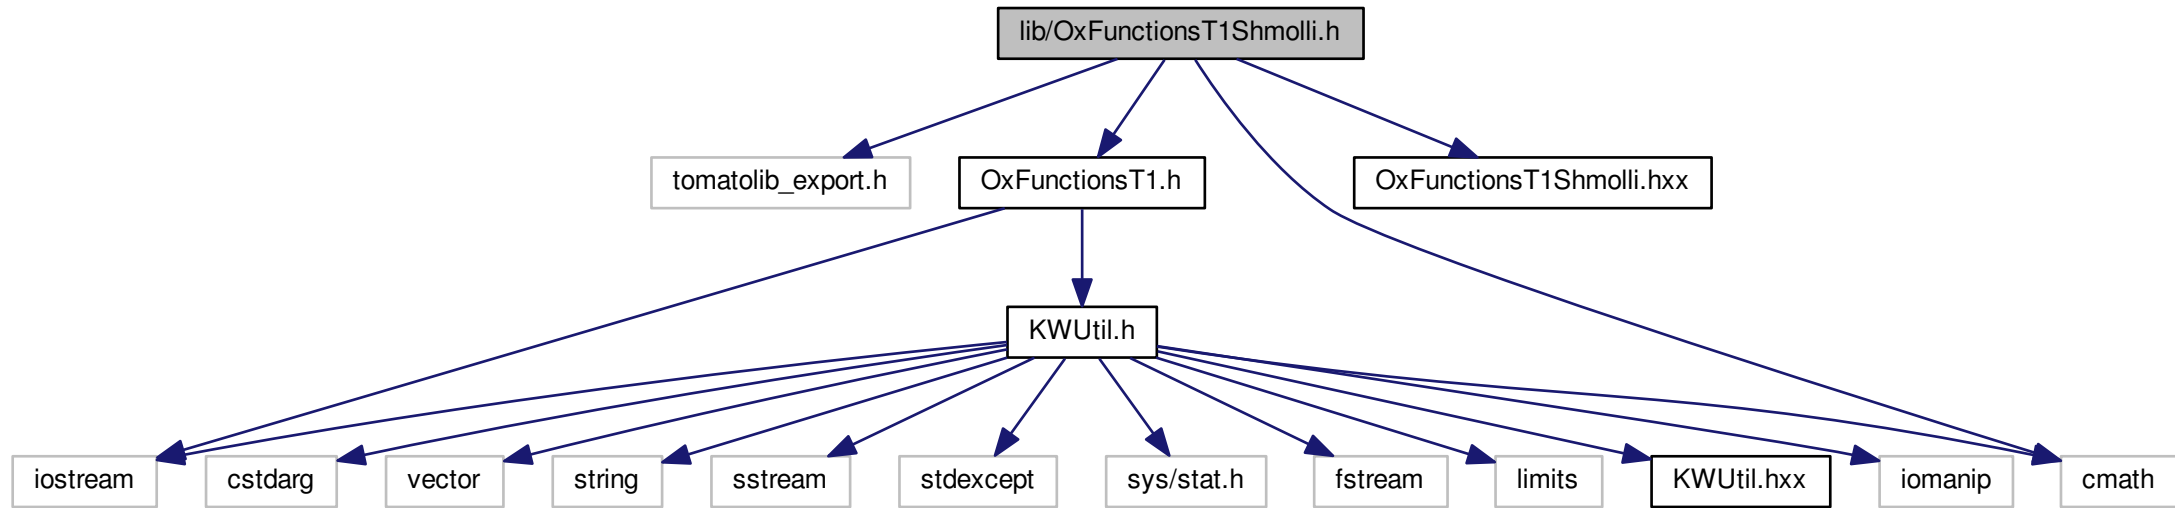 lib/OxFunctionsT1Shmolli.h
tomatolib_export.h
OxFunctionsT1.h
OxFunctionsT1Shmolli.hxx
KWUtil.h
iostream
cstdarg
vector
string
sstream
stdexcept
sys/stat.h
fstream
limits
KWUtil.hxx
iomanip
cmath